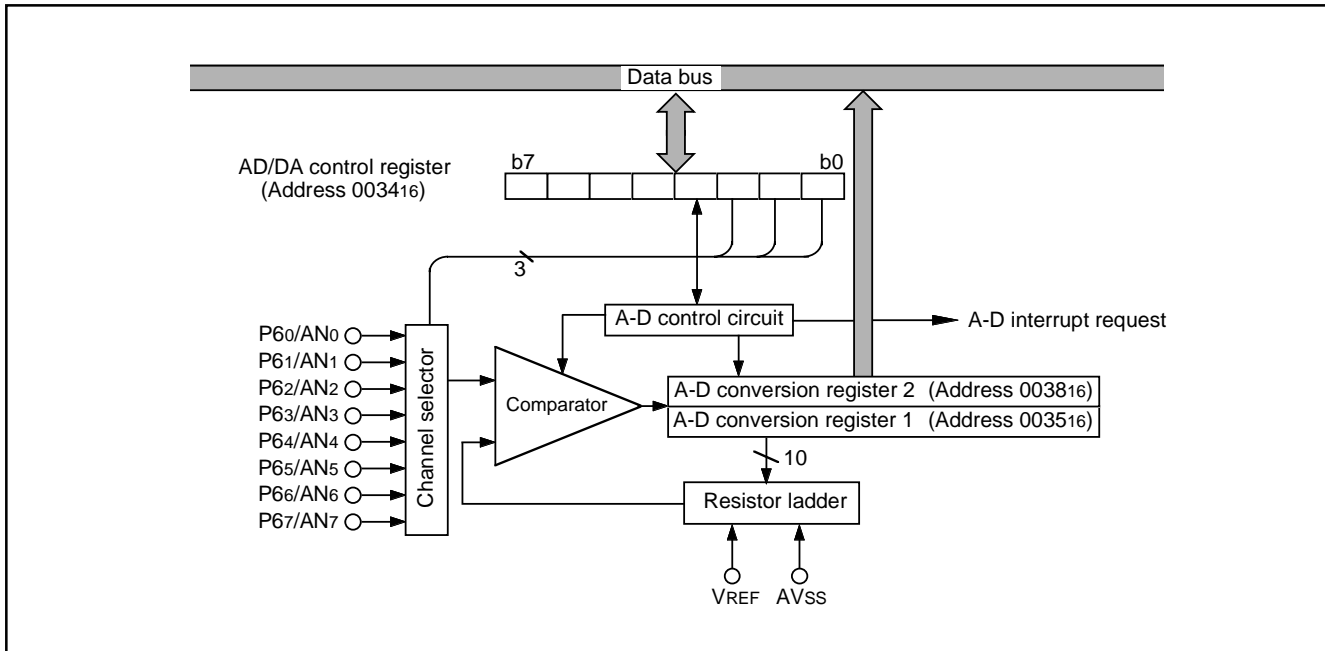 Data bus
AD/DA control register
(Address 003416)
b7
b0
3
A-D control circuit
A-D interrupt request
P60/AN0
P61/AN1
P62/AN2
P63/AN3
P64/AN4
P65/AN5
P66/AN6
P67/AN7
Channel selector
Comparator
A-D conversion register 2 (Address 003816)
A-D conversion register 1 (Address 003516)
10
Resistor ladder
VREF AVSS